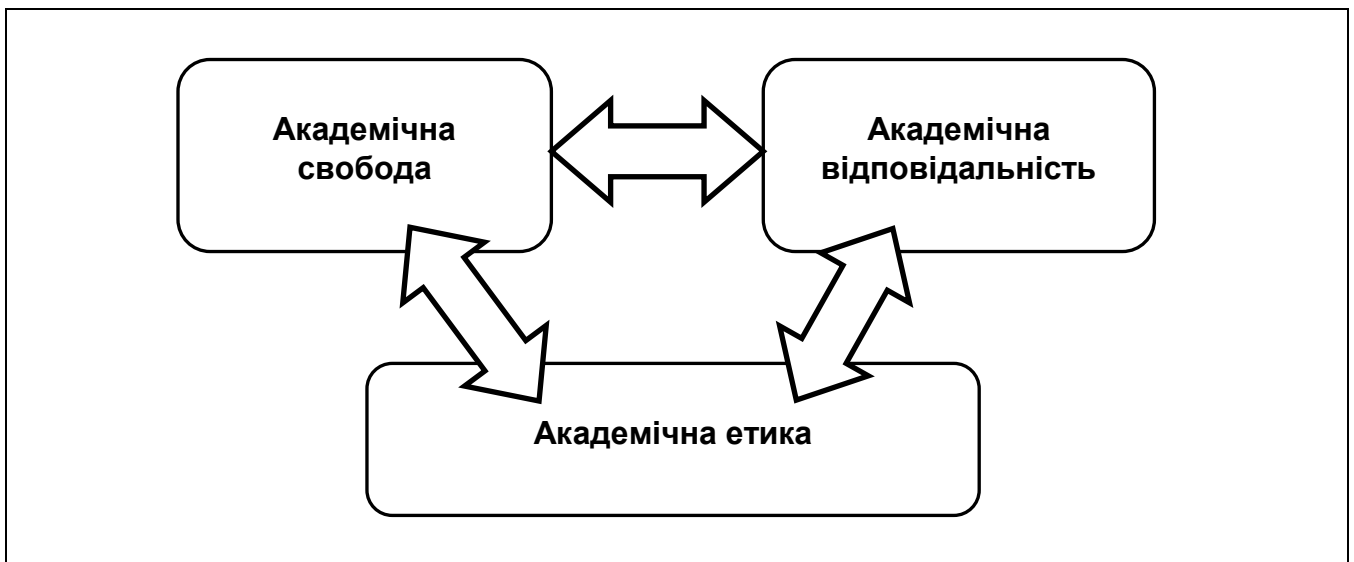 Академічна
свобода
Академічна
відповідальність
Академічна етика